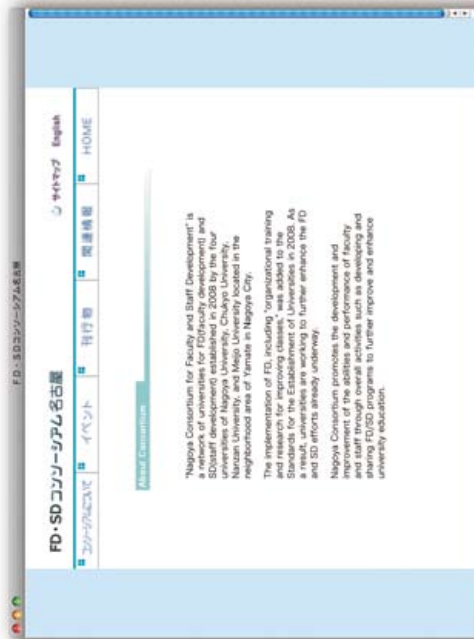 FD・SDコンソーシアム名古屋
FD・SDコンソーシアム名古屋
サイトマップ English
コンソーシアムについて イベント 刊行物 関連情報 HOME
About Consortium
"Nagoya Consortium for Faculty and Staff Development" is
a network of universities for FD(faculty development) and
SD(staff development) established in 2008 by the four
universities of Nagoya University, Chukyo University,
Nanzan University, and Meijo University located in the
neighborhood area of Yamate in Nagoya City.
The implementation of FD, including "organizational training
and research for improving classes," was added to the
Standards for the Establishment of Universities in 2008. As
a result, universities are working to further enhance the FD
and SD efforts already underway.
Nagoya Consortium promotes the development and
improvement of the abilities and performance of faculty
and staff through overall activities such as developing and
sharing FD/SD programs to further improve and enhance
university education.